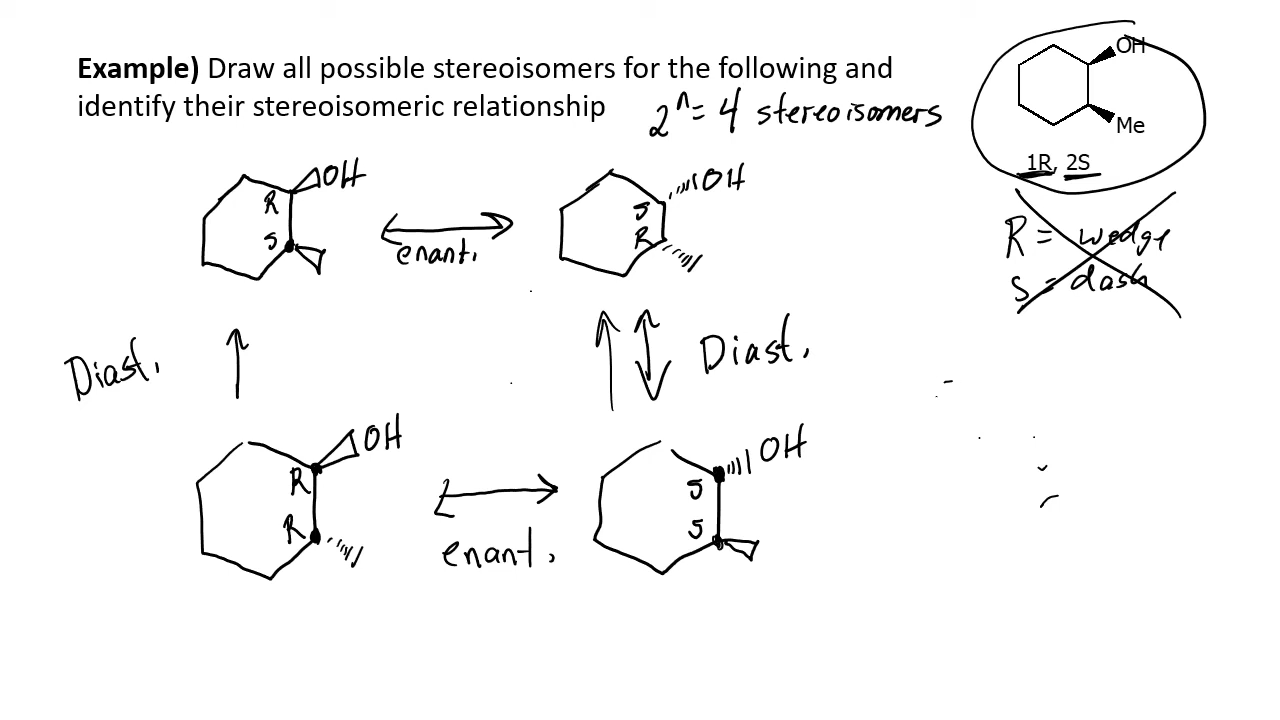 Example) Draw all possible stereoisomers for the following and
identify their stereoisomeric relationship
2ⁿ = 4 stereoisomers
OH
Me
1R, 2S
R = wedge
S = dash
OH
R
S
enant.
OH
S
R
Diast.
Diast.
OH
R
R
enant.
OH
S
S